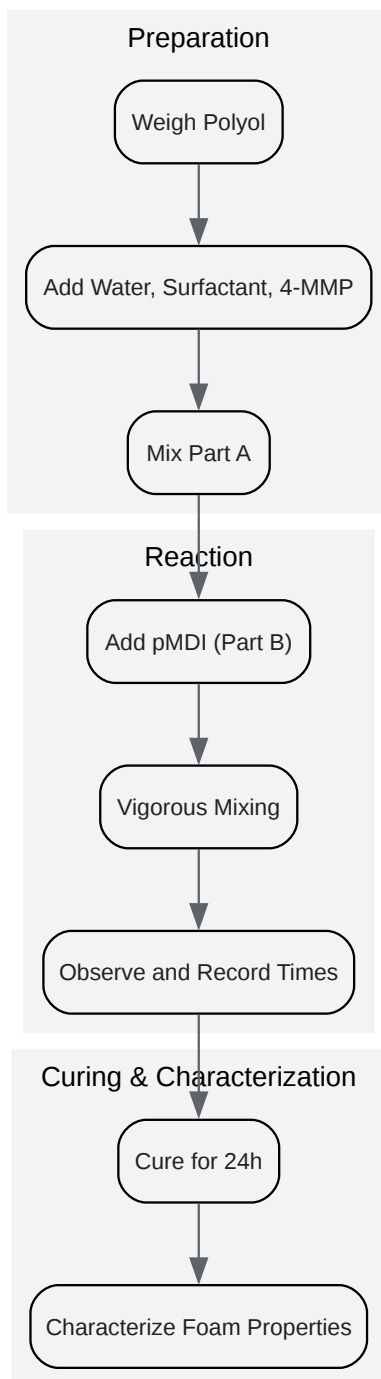 Preparation
Weigh Polyol
Add Water, Surfactant, 4-MMP
Mix Part A
Reaction
Add pMDI (Part B)
Vigorous Mixing
Observe and Record Times
Curing & Characterization
Cure for 24h
Characterize Foam Properties